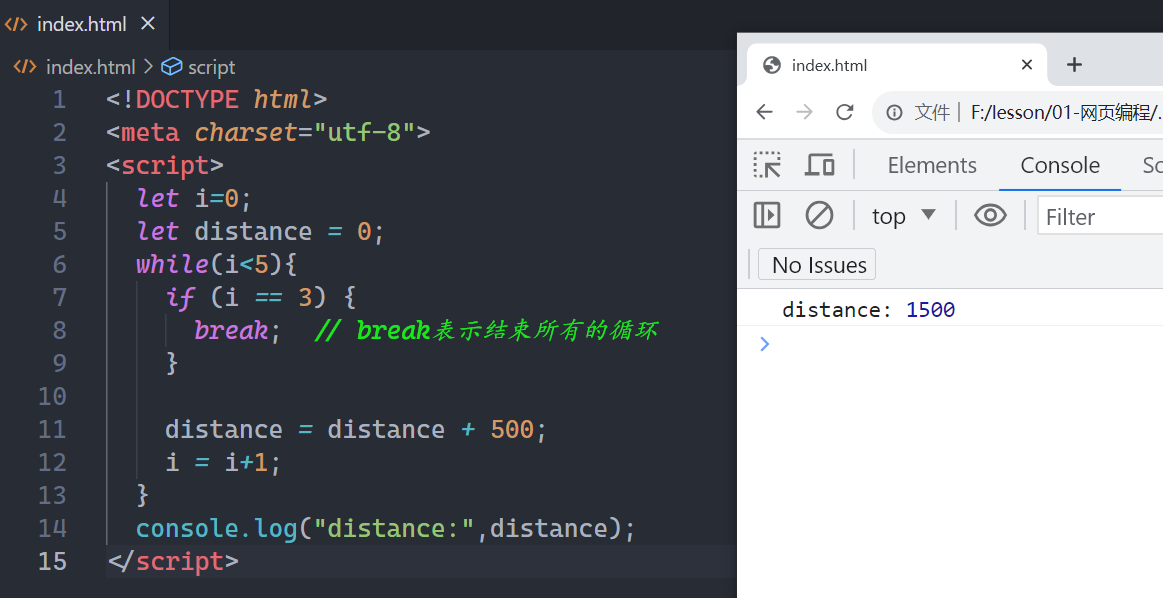 index.html
index.html > script
1 <!DOCTYPE html>
2 <meta charset="utf-8">
3 <script>
4 let i=0;
5 let distance = 0;
6 while(i<5){
7 if (i == 3) {
8 break; // break表示结束所有的循环
9 }
10
11 distance = distance + 500;
12 i = i+1;
13 }
14 console.log("distance:",distance);
15 </script>
index.html
文件 | F:/lesson/01-网页编程/.
Elements Console Sc
top Filter
No Issues
distance: 1500
>